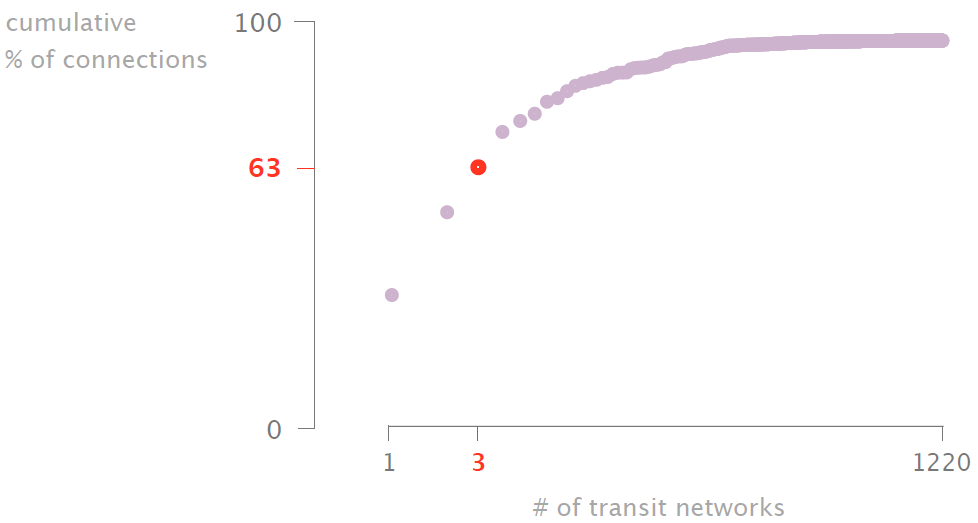 cumulative
% of connections
100
63
0
1
3
1220
# of transit networks